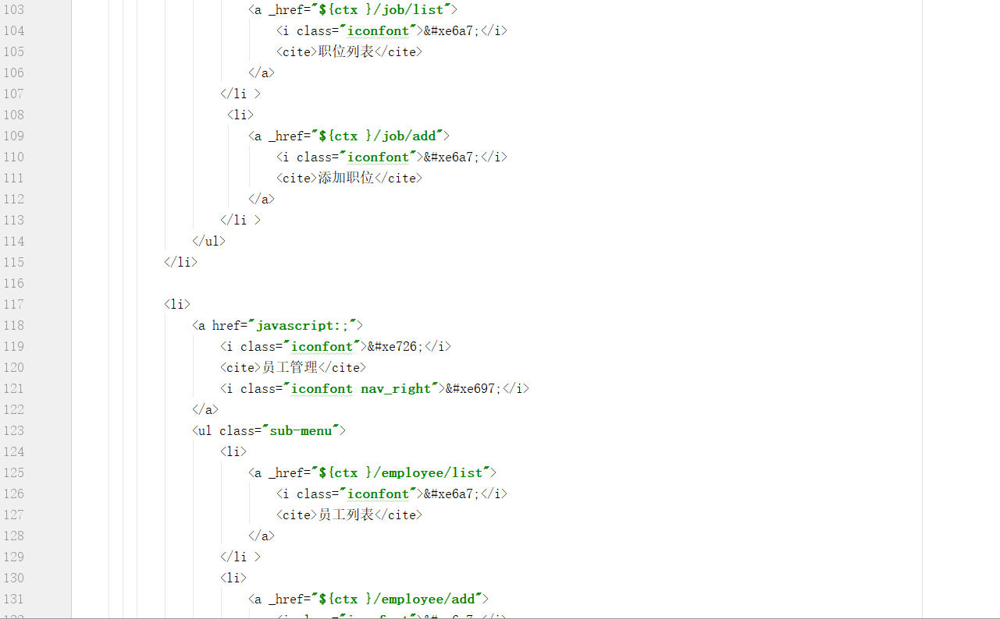 103 <a _href="${ctx }/job/list">
104 <i class="iconfont">&#xe6a7;</i>
105 <cite>职位列表</cite>
106 </a>
107 </li >
108 <li>
109 <a _href="${ctx }/job/add">
110 <i class="iconfont">&#xe6a7;</i>
111 <cite>添加职位</cite>
112 </a>
113 </li >
114 </ul>
115 </li>
116
117 <li>
118 <a href="javascript:;">
119 <i class="iconfont">&#xe726;</i>
120 <cite>员工管理</cite>
121 <i class="iconfont nav_right">&#xe697;</i>
122 </a>
123 <ul class="sub-menu">
124 <li>
125 <a _href="${ctx }/employee/list">
126 <i class="iconfont">&#xe6a7;</i>
127 <cite>员工列表</cite>
128 </a>
129 </li >
130 <li>
131 <a _href="${ctx }/employee/add">